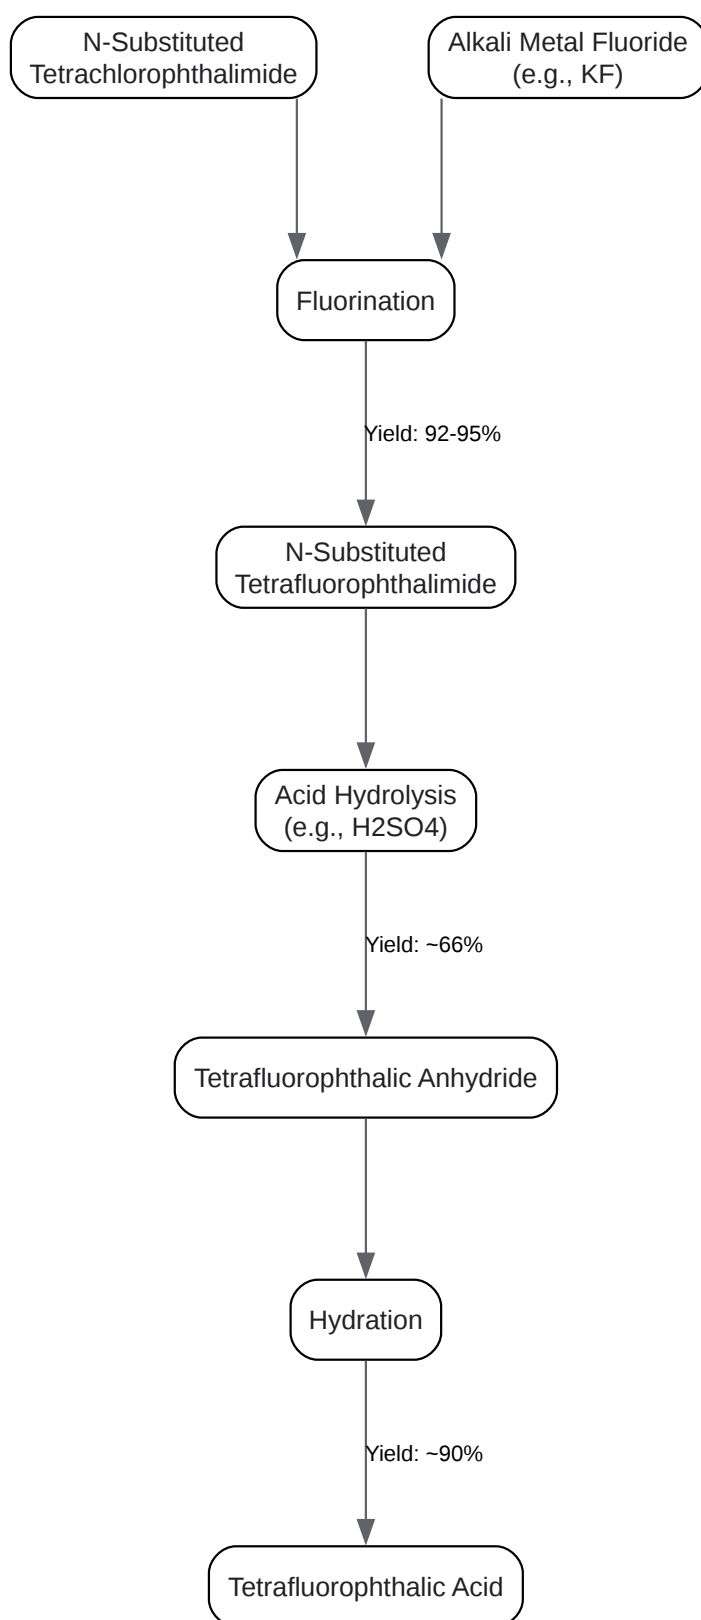 N-Substituted
Tetrachlorophthalimide
Alkali Metal Fluoride
(e.g., KF)
Fluorination
Yield: 92-95%
N-Substituted
Tetrafluorophthalimide
Acid Hydrolysis
(e.g., H2SO4)
Yield: ~66%
Tetrafluorophthalic Anhydride
Hydration
Yield: ~90%
Tetrafluorophthalic Acid